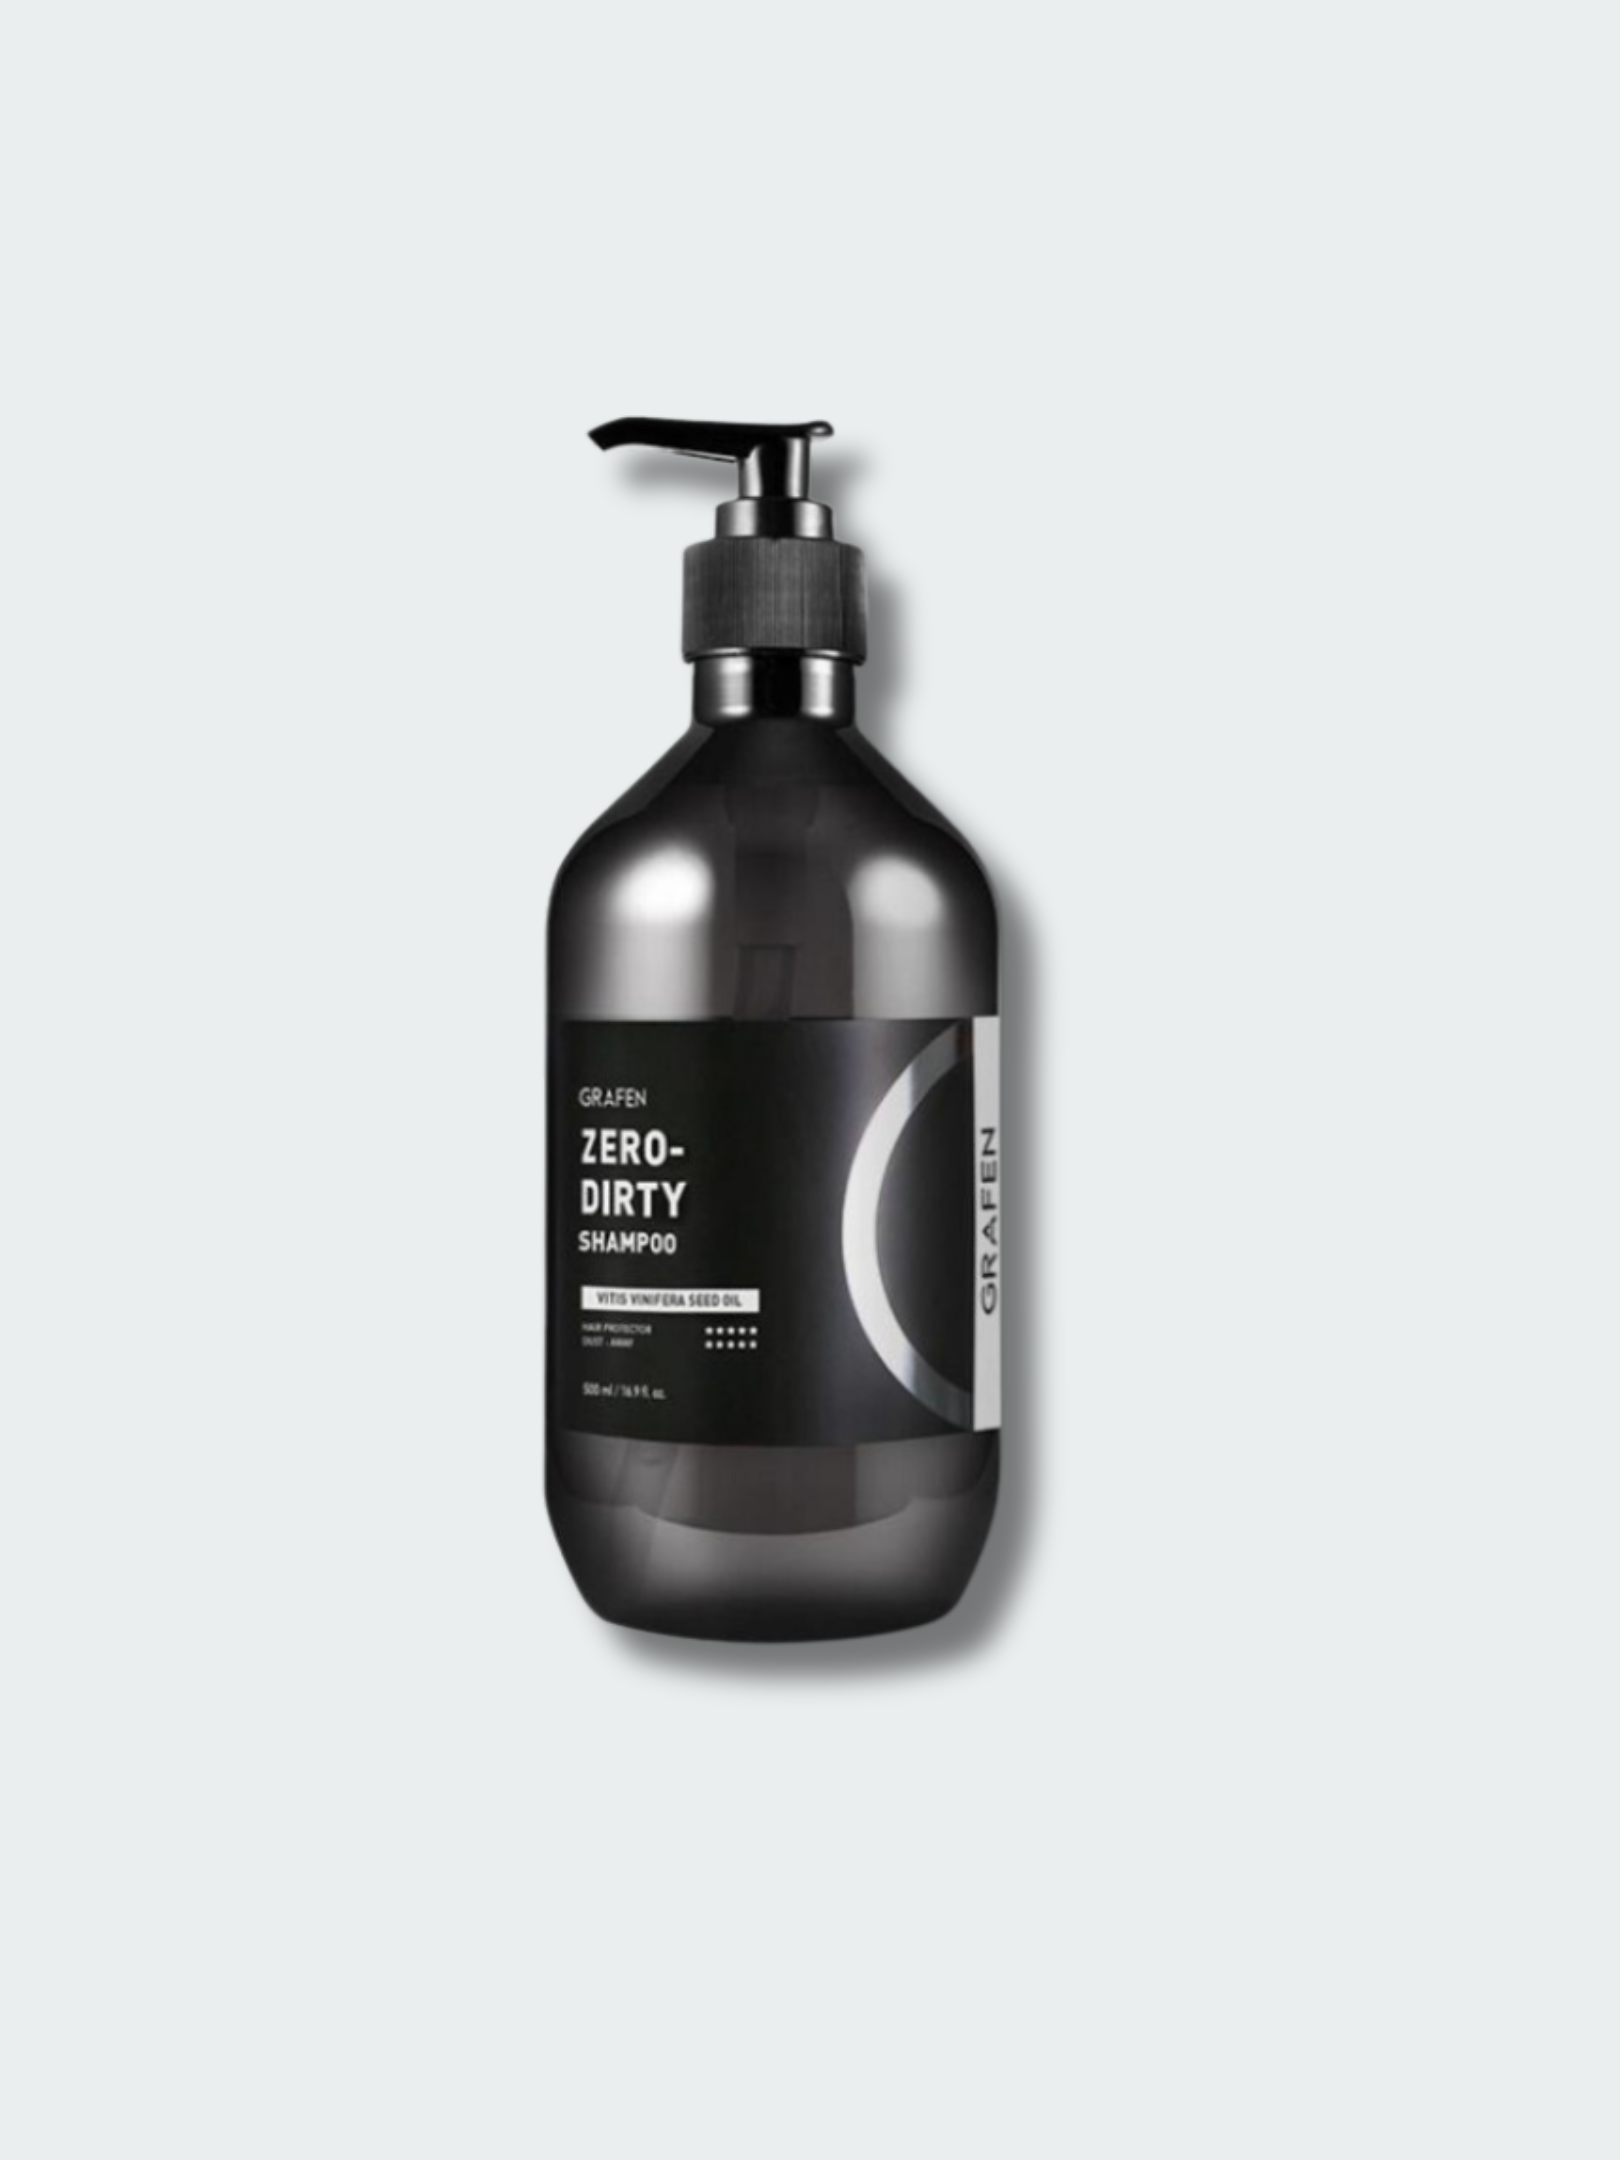 GRAFEN
ZERO-
DIRTY
SHAMPOO
VITIS VINIFERA SEED OIL
HAIR PROTECTOR
DUST - AWAY
500 ml / 16.9 fl. oz.
GRAFEN